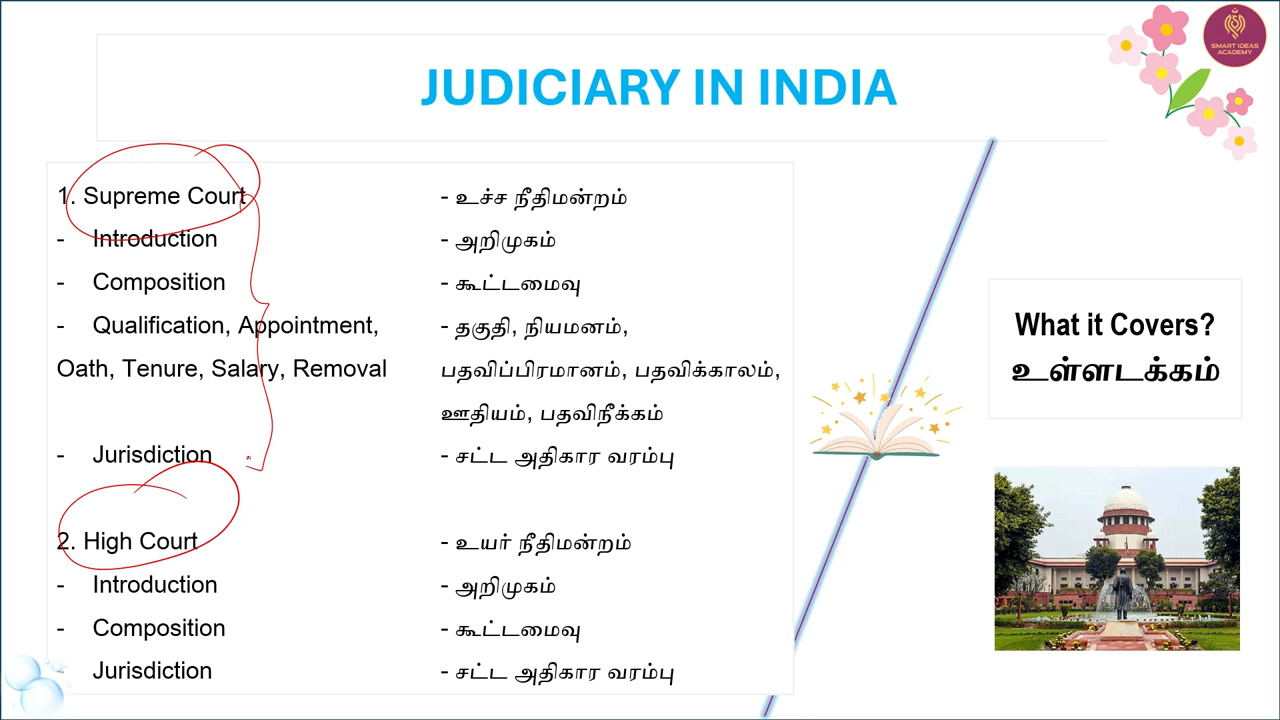 SMART IDEAS
ACADEMY
JUDICIARY IN INDIA
1. Supreme Court - உச்ச நீதிமன்றம்
- Introduction - அறிமுகம்
- Composition - கூட்டமைவு
- Qualification, Appointment, - தகுதி, நியமனம்,
Oath, Tenure, Salary, Removal பதவிப்பிரமாணம், பதவிக்காலம்,
ஊதியம், பதவிநீக்கம்
- Jurisdiction - சட்ட அதிகார வரம்பு
2. High Court - உயர் நீதிமன்றம்
- Introduction - அறிமுகம்
- Composition - கூட்டமைவு
- Jurisdiction - சட்ட அதிகார வரம்பு
What it Covers?
உள்ளடக்கம்